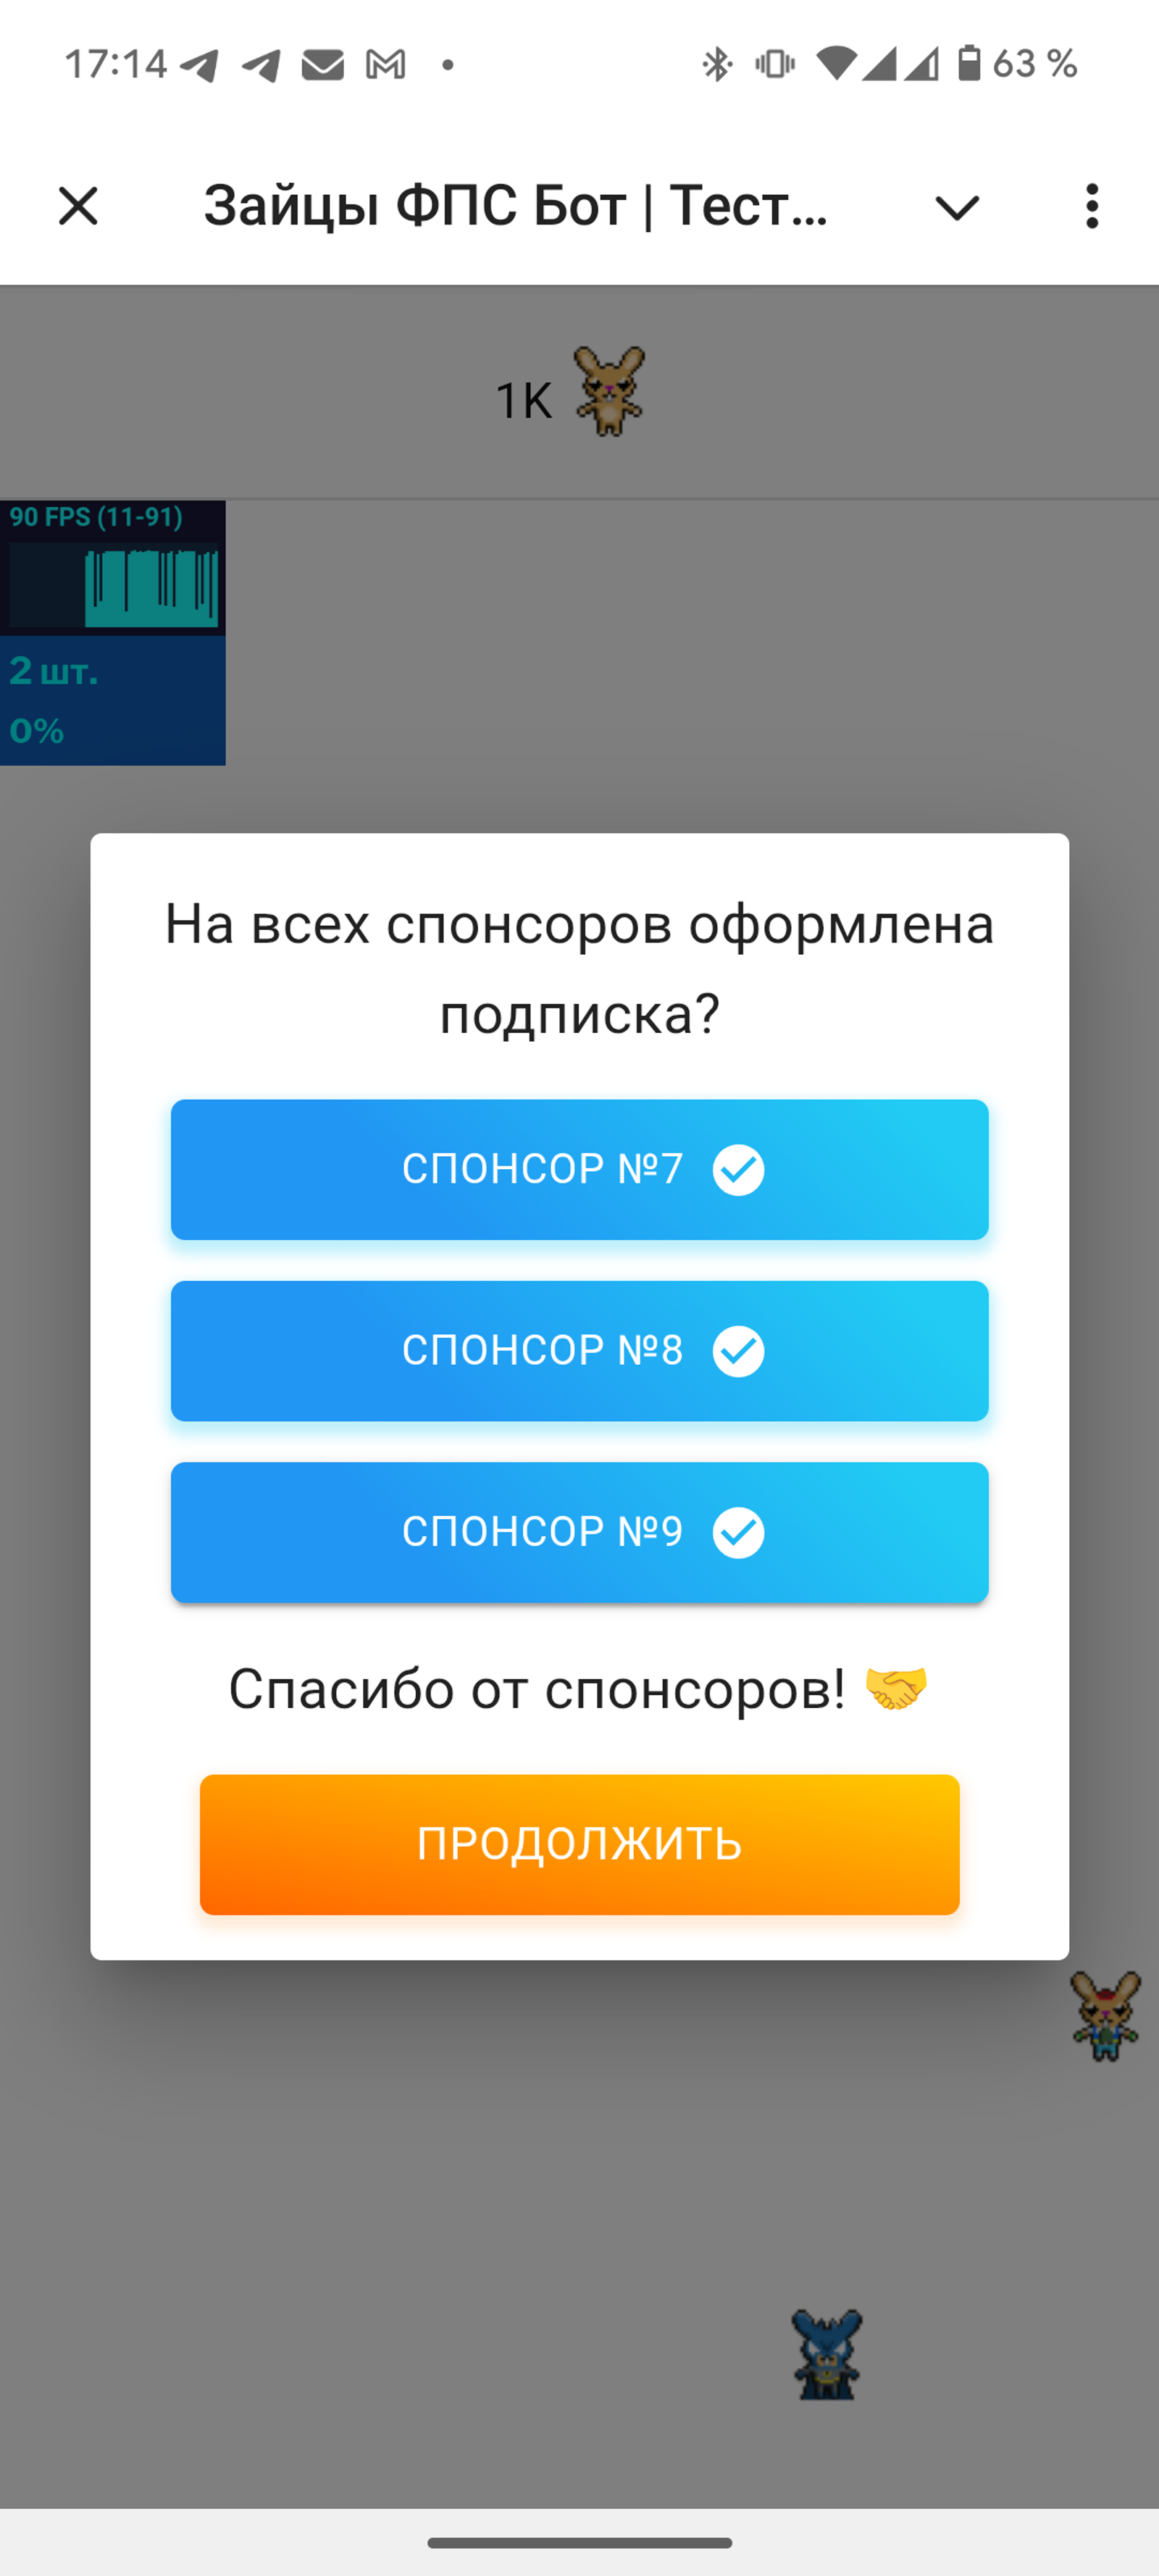 17:14
63 %
Зайцы ФПС Бот | Тест...
1K
90 FPS (11-91)
2 шт.
0%
На всех спонсоров оформлена
подписка?
СПОНСОР №7
СПОНСОР №8
СПОНСОР №9
Спасибо от спонсоров! 🤝
ПРОДОЛЖИТЬ